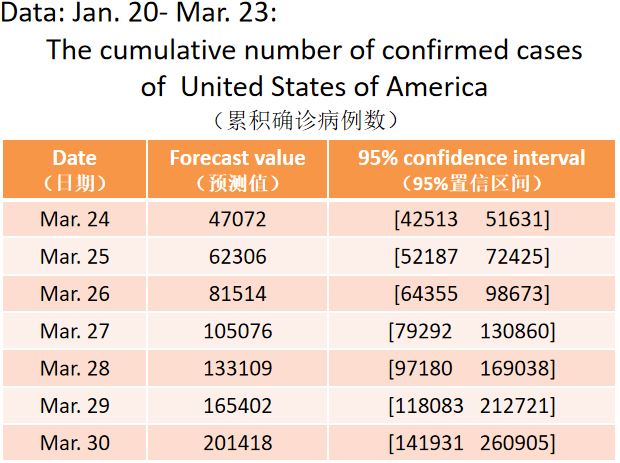 Data: Jan. 20- Mar. 23:
The cumulative number of confirmed cases
of United States of America
（累积确诊病例数）
Date Forecast value 95% confidence interval
（日期） （预测值） （95%置信区间）
Mar. 24 47072 [42513 51631]
Mar. 25 62306 [52187 72425]
Mar. 26 81514 [64355 98673]
Mar. 27 105076 [79292 130860]
Mar. 28 133109 [97180 169038]
Mar. 29 165402 [118083 212721]
Mar. 30 201418 [141931 260905]